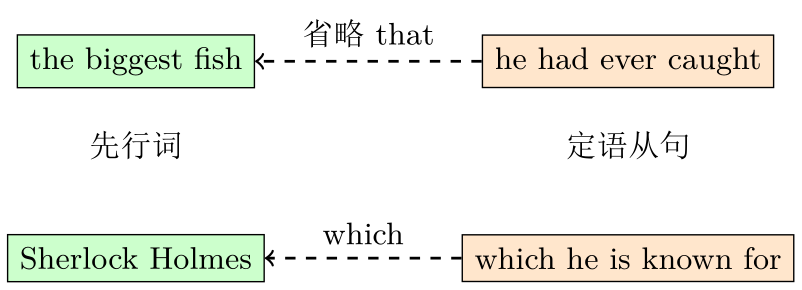 省略 that
the biggest fish
he had ever caught
先行词
定语从句
which
Sherlock Holmes
which he is known for